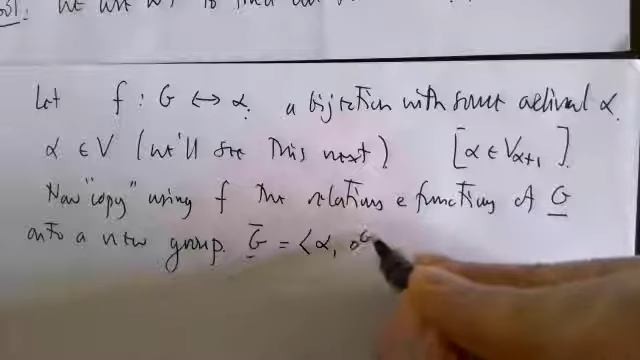 Let f : G ↔ α. a bijection with some ordinal α.
α ∈ V (we'll see this next) [α ∈ V_{α+1}].
Now "copy" using f the relations & functions of G
onto a new group. G̅ = ⟨α, ∘^G